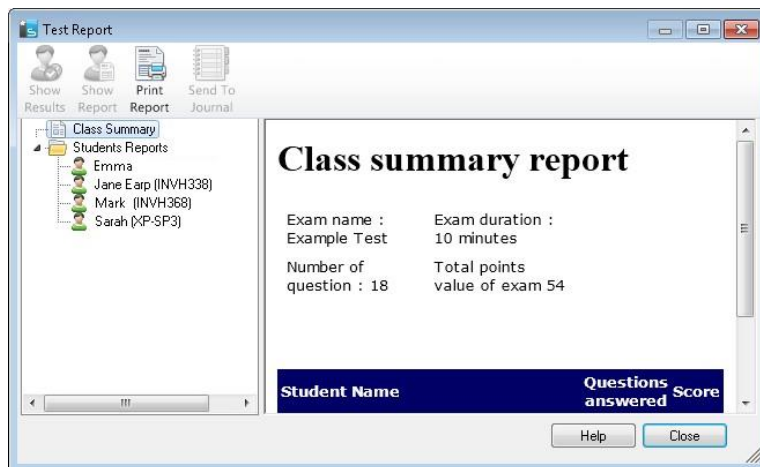 Test Report
Show Results
Show Report
Print Report
Send To Journal
Class Summary
Students Reports
Emma
Jane Earp (INVH338)
Mark (INVH368)
Sarah (XP-SP3)
Class summary report
Exam name :
Example Test
Exam duration :
10 minutes
Number of
question : 18
Total points
value of exam 54
Student Name
Questions
answered
Score
Help
Close